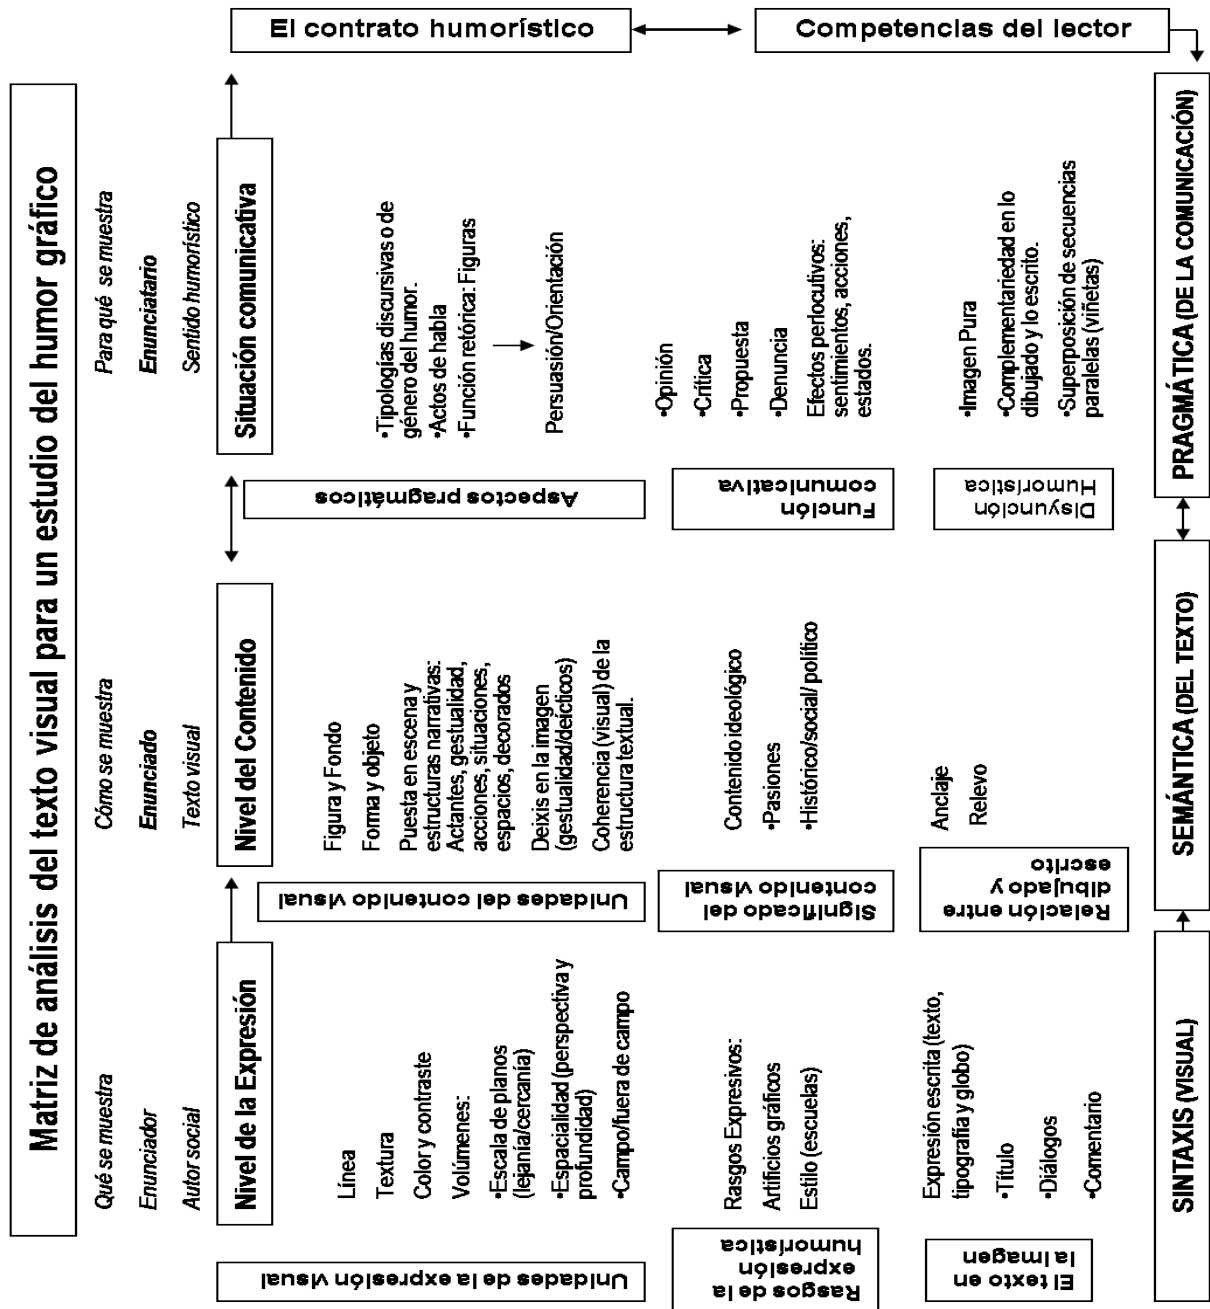 Matriz de análisis del texto visual para un estudio del humor gráfico
Qué se muestra
Enunciador
Autor social
Cómo se muestra
Enunciado
Texto visual
Para qué se muestra
Enunciatario
Sentido humorístico
Nivel de la Expresión
Nivel del Contenido
Situación comunicativa
El contrato humorístico
Competencias del lector
Unidades de la expresión visual
Línea
Textura
Color y contraste
Volúmenes:
•Escala de planos
(lejanía/cercanía)
•Espacialidad (perspectiva y
profundidad)
•Campo/fuera de campo
Unidades del contenido visual
Figura y Fondo
Forma y objeto
Puesta en escena y
estructuras narrativas:
Actantes, gestualidad,
acciones, situaciones,
espacios, decorados
Deixis en la imagen
(gestualidad/deícticos)
Coherencia (visual) de la
estructura textual.
Aspectos pragmáticos
•Tipologías discursivas o de
género del humor.
•Actos de habla
•Función retórica: Figuras
Persuasión/Orientación
Rasgos de la
expresión
humorística
Rasgos Expresivos:
Artificios gráficos
Estilo (escuelas)
Significado del
contenido visual
Contenido ideológico
•Pasiones
•Histórico/social/ político
Función
comunicativa
•Opinión
•Crítica
•Propuesta
•Denuncia
Efectos perlocutivos:
sentimientos, acciones,
estados.
El texto en
la imagen
Expresión escrita (texto,
tipografía y globo)
•Título
•Diálogos
•Comentario
Relación entre
dibujado y
escrito
Anclaje
Relevo
Disyunción
Humorística
•Imagen Pura
•Complementariedad en lo
dibujado y lo escrito.
•Superposición de secuencias
paralelas (viñetas)
SINTAXIS (VISUAL)
SEMÁNTICA (DEL TEXTO)
PRAGMÁTICA (DE LA COMUNICACIÓN)